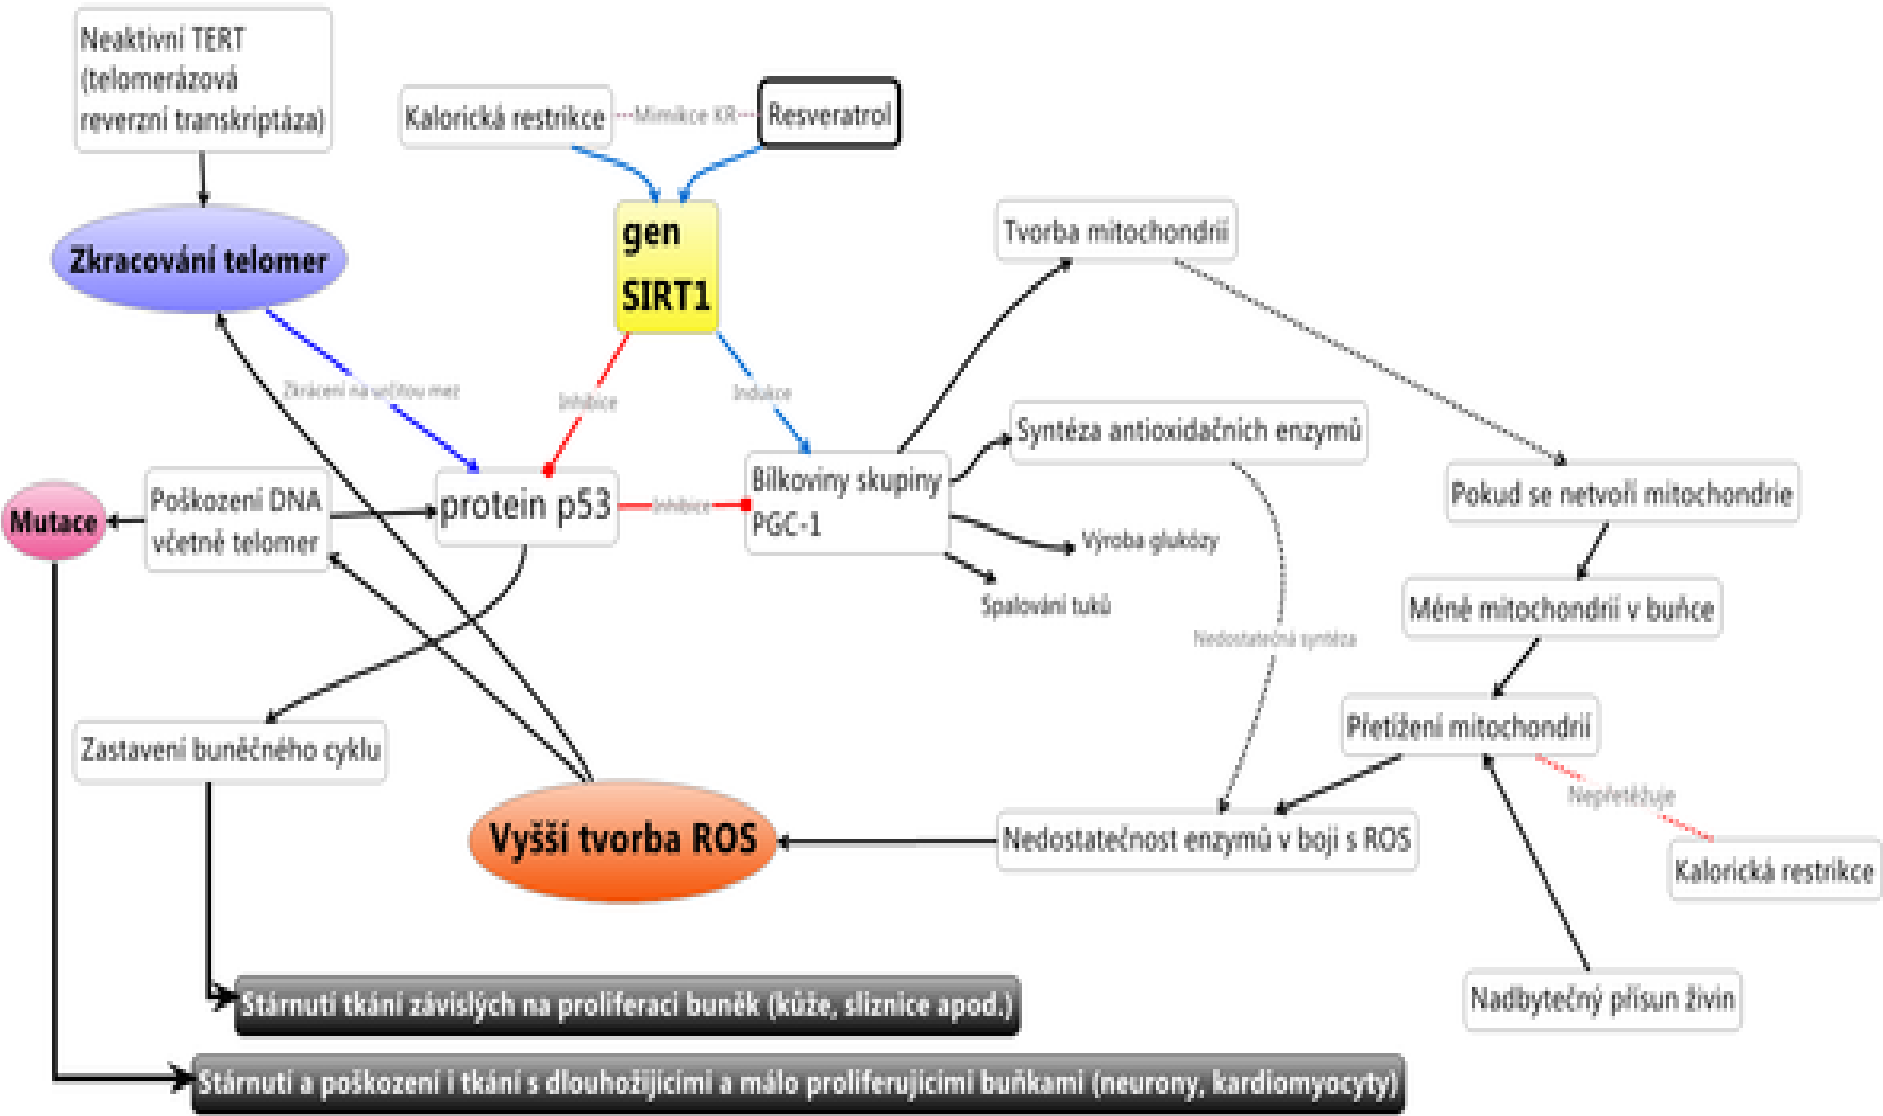 Neaktivní TERT
(telomerázová
reverzní transkriptáza)
Kalorická restrikce
Mimikce KR
Resveratrol
Zkracování telomer
gen
SIRT1
Tvorba mitochondrií
Zkrácení na určitou mez
Inhibice
Indukce
Syntéza antioxidačních enzymů
Mutace
Poškození DNA
včetně telomer
protein p53
Inhibice
Bílkoviny skupiny
PGC-1
Výroba glukózy
Spalování tuků
Pokud se netvoří mitochondrie
Méně mitochondrií v buňce
Nedostatečná syntéza
Přetížení mitochondrií
Nepřetěžuje
Zastavení buněčného cyklu
Vyšší tvorba ROS
Nedostatečnost enzymů v boji s ROS
Kalorická restrikce
Nadbytečný přísun živin
Stárnutí tkání závislých na proliferaci buněk (kůže, sliznice apod.)
Stárnutí a poškození i tkání s dlouhožijícími a málo proliferujícími buňkami (neurony, kardiomyocyty)